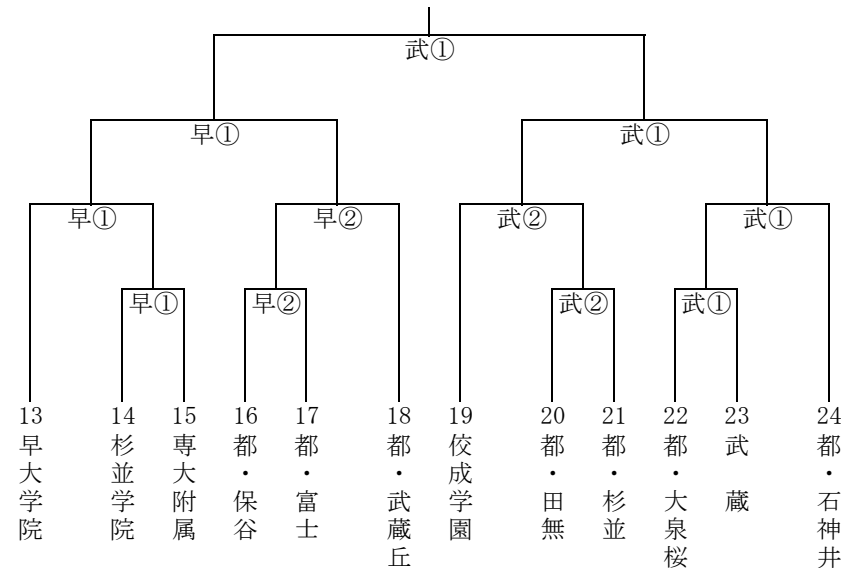 武①
早①
武①
早①
早②
武②
武①
早①
早②
武②
武①
13
14
15
16
17
18
19
20
21
22
23
24
早大学院
杉並学院
専大附属
都・保谷
都・富士
都・武蔵丘
佼成学園
都・田無
都・杉並
都・大泉桜
武蔵
都・石神井